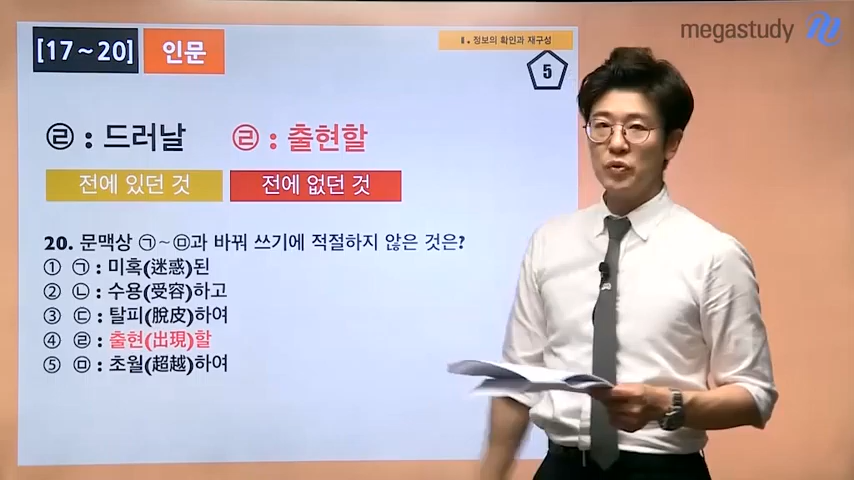 megastudy
[17~20] 인문
Ⅱ. 정보의 확인과 재구성
5
㉣ : 드러날 ㉣ : 출현할
전에 있던 것 전에 없던 것
20. 문맥상 ㉠~㉤과 바꿔 쓰기에 적절하지 않은 것은?
① ㉠ : 미혹(迷惑)된
② ㉡ : 수용(受容)하고
③ ㉢ : 탈피(脫皮)하여
④ ㉣ : 출현(出現)할
⑤ ㉤ : 초월(超越)하여